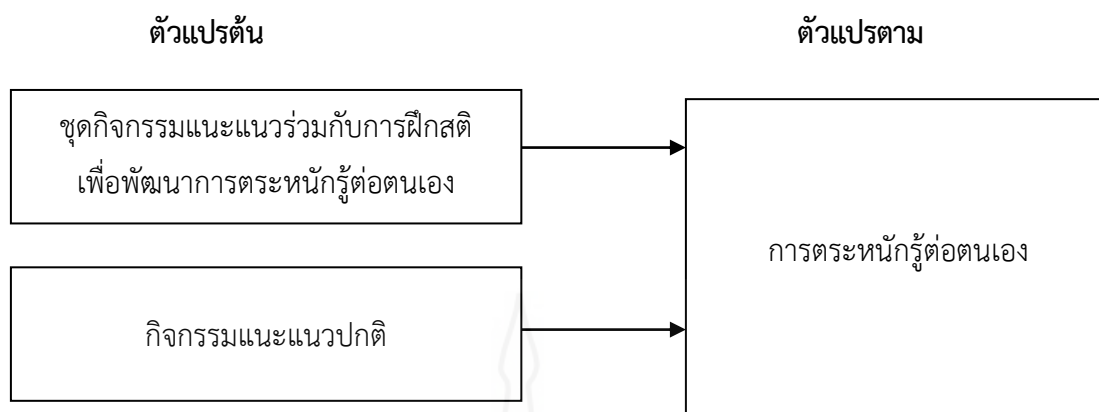 ตัวแปรต้น
ตัวแปรตาม
ชุดกิจกรรมแนะแนวร่วมกับการฝึกสติ
เพื่อพัฒนาการตระหนักรู้ต่อตนเอง
การตระหนักรู้ต่อตนเอง
กิจกรรมแนะแนวปกติ